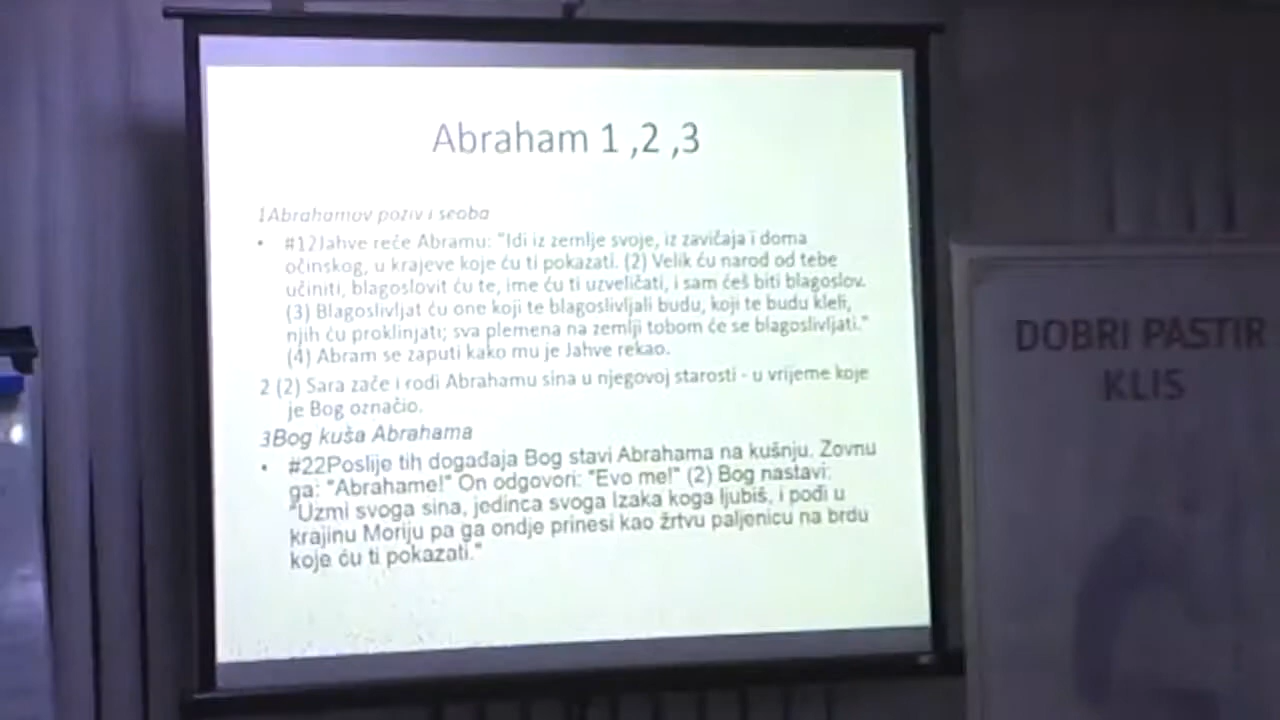 Abraham 1 ,2 ,3
1Abrahamov poziv i seoba
• #12Jahve reče Abramu: "Idi iz zemlje svoje, iz zavičaja i doma
očinskog, u krajeve koje ću ti pokazati. (2) Velik ću narod od tebe
učiniti, blagoslovit ću te, ime ću ti uzveličati, i sam ćeš biti blagoslov.
(3) Blagoslivljat ću one koji te blagoslivljali budu, koji te budu kleli,
njih ću proklinjati; sva plemena na zemlji tobom će se blagoslivljati."
(4) Abram se zaputi kako mu je Jahve rekao.
2 (2) Sara zače i rodi Abrahamu sina u njegovoj starosti - u vrijeme koje
je Bog označio.
3Bog kuša Abrahama
• #22Poslije tih događaja Bog stavi Abrahama na kušnju. Zovnu
ga: "Abrahame!" On odgovori: "Evo me!" (2) Bog nastavi:
"Uzmi svoga sina, jedinca svoga Izaka koga ljubiš, i pođi u
krajinu Moriju pa ga ondje prinesi kao žrtvu paljenicu na brdu
koje ću ti pokazati."
DOBRI PASTIR
KLIS